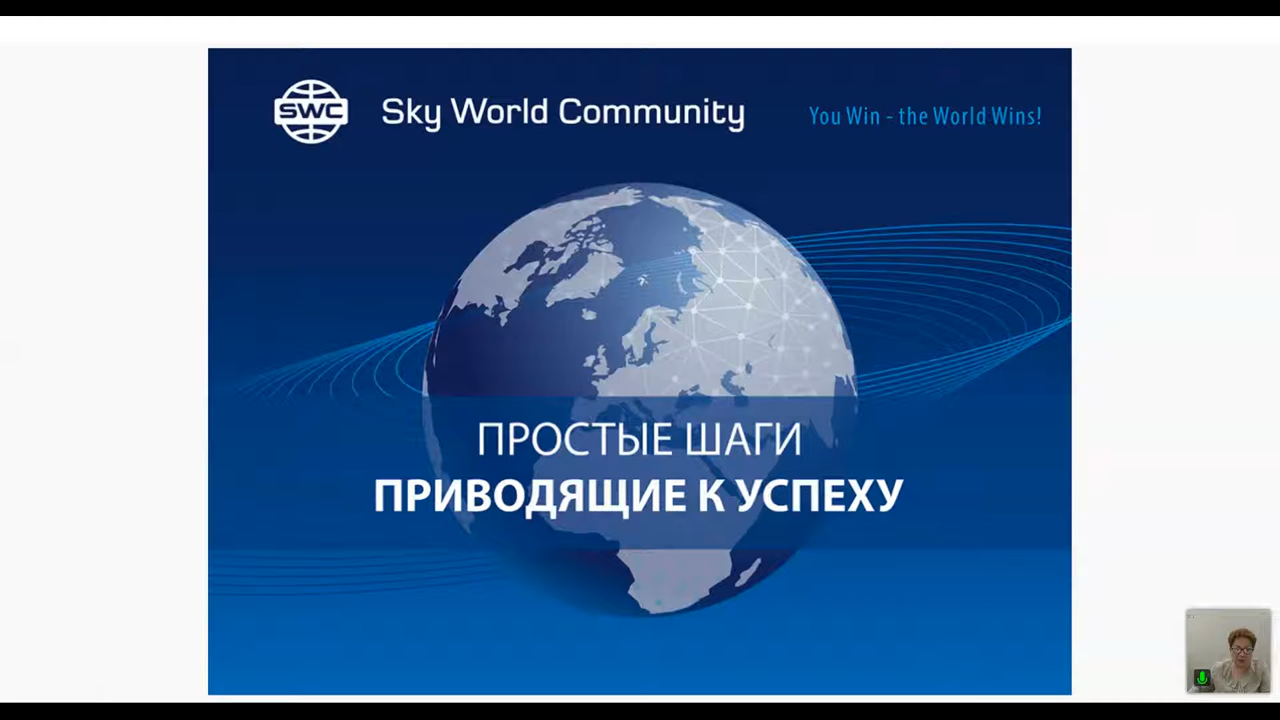 SWC
Sky World Community
You Win - the World Wins!
ПРОСТЫЕ ШАГИ
ПРИВОДЯЩИЕ К УСПЕХУ